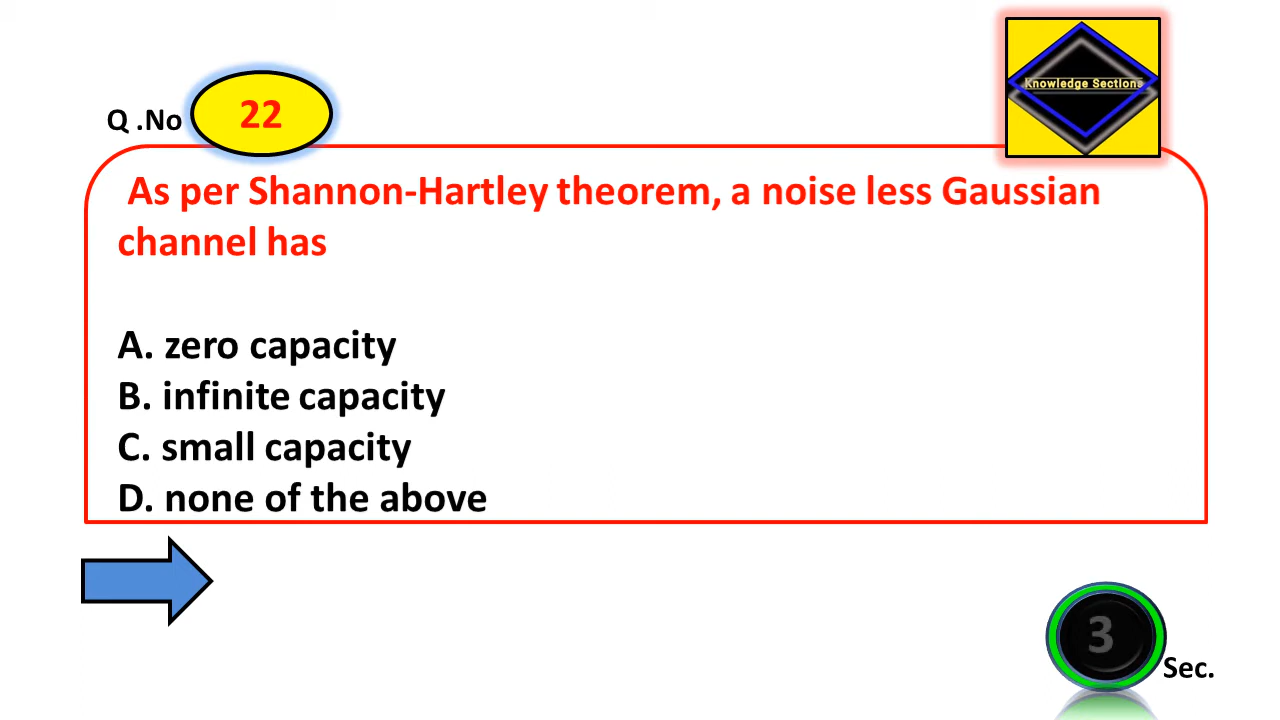 Knowledge Sections
Q .No 22
As per Shannon-Hartley theorem, a noise less Gaussian
channel has
A. zero capacity
B. infinite capacity
C. small capacity
D. none of the above
3
Sec.